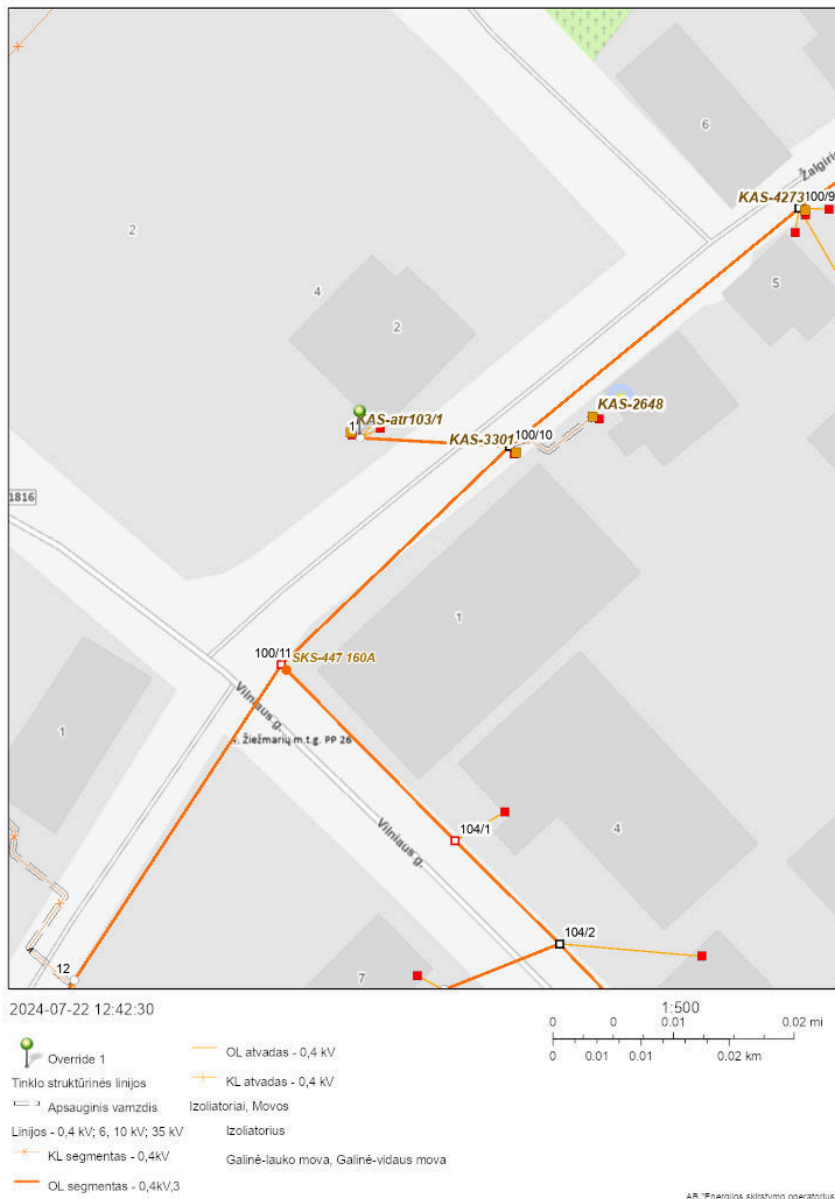 6
Žalgirio
KAS-4273
100/9
2
5
4
2
KAS-2648
KAS-atr103/1
1
KAS-3301
100/10
1816
1
100/11
SKS-447 160A
Vilniaus g.
1
Žiežmarių m.t.g. PP 26
104/1
4
Vilniaus g.
104/2
12
7
2024-07-22 12:42:30
1:500
0 0 0.01 0.02 mi
0 0.01 0.01 0.02 km
Override 1
OL atvadas - 0,4 kV
Tinklo struktūrinės linijos
KL atvadas - 0,4 kV
Apsauginis vamzdis
Izoliatoriai, Movos
Linijos - 0,4 kV; 6, 10 kV; 35 kV
Izoliatorius
KL segmentas - 0,4kV
Galinė-lauko mova, Galinė-vidaus mova
OL segmentas - 0,4kV,3
AB "Energijos skirstymo operatorius